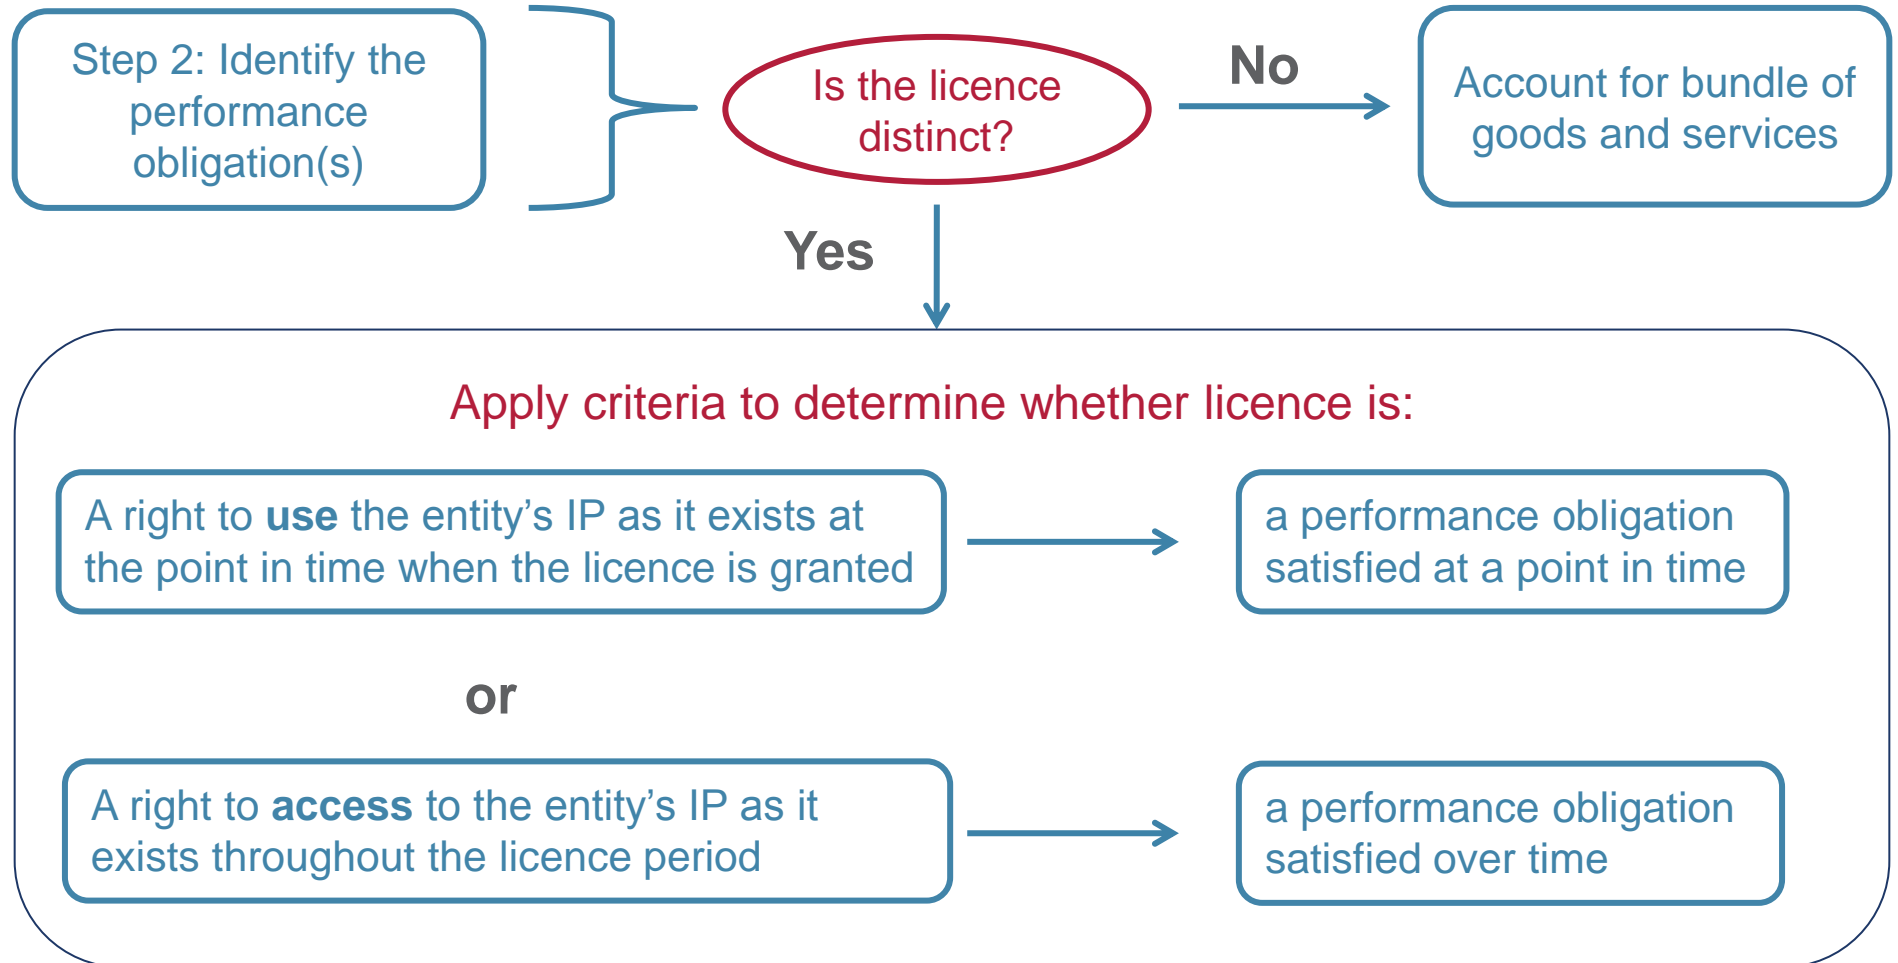 Step 2: Identify the
performance
obligation(s)
Is the licence
distinct?
No
Account for bundle of
goods and services
Yes
Apply criteria to determine whether licence is:
A right to use the entity’s IP as it exists at
the point in time when the licence is granted
a performance obligation
satisfied at a point in time
or
A right to access to the entity’s IP as it
exists throughout the licence period
a performance obligation
satisfied over time